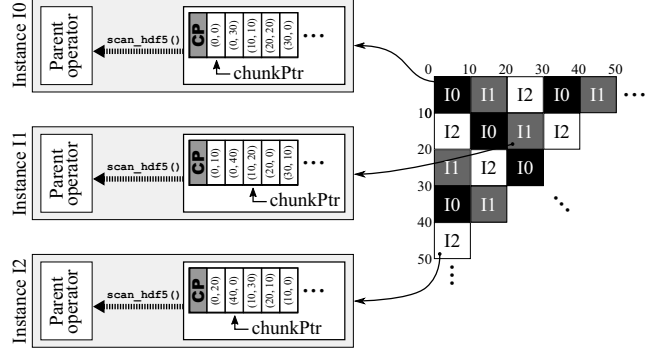 Instance I0
Parent operator
scan_hdf5()
CP
(0, 0)
(0, 30)
(10, 10)
(20, 20)
(30, 0)
•••
chunkPtr
Instance I1
Parent operator
scan_hdf5()
CP
(0, 10)
(0, 40)
(10, 20)
(20, 0)
(30, 10)
•••
chunkPtr
Instance I2
Parent operator
scan_hdf5()
CP
(0, 20)
(40, 0)
(10, 30)
(20, 10)
(10, 0)
•••
chunkPtr
0 10 20 30 40 50
I0 I1 I2 I0 I1 •••
10
I2 I0 I1 I2
20
I1 I2 I0
30
I0 I1
40
I2
50